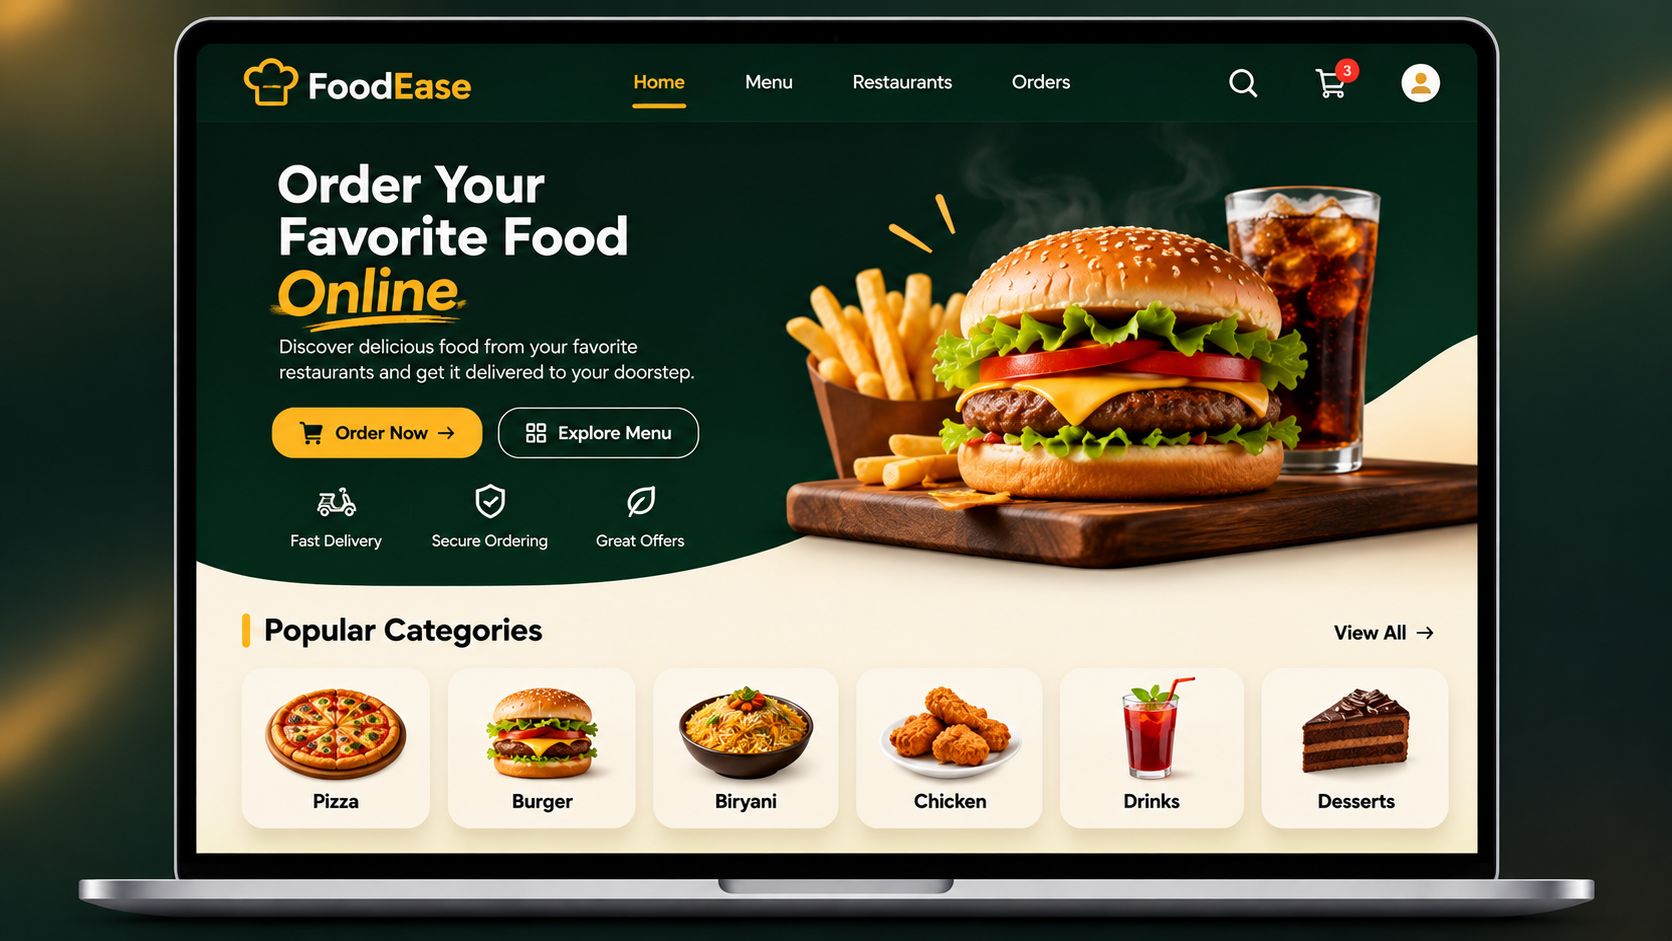 FoodEase
Home
Menu
Restaurants
Orders
3
Order Your
Favorite Food
Online
Discover delicious food from your favorite
restaurants and get it delivered to your doorstep.
Order Now →
Explore Menu
Fast Delivery
Secure Ordering
Great Offers
Popular Categories
View All →
Pizza
Burger
Biryani
Chicken
Drinks
Desserts